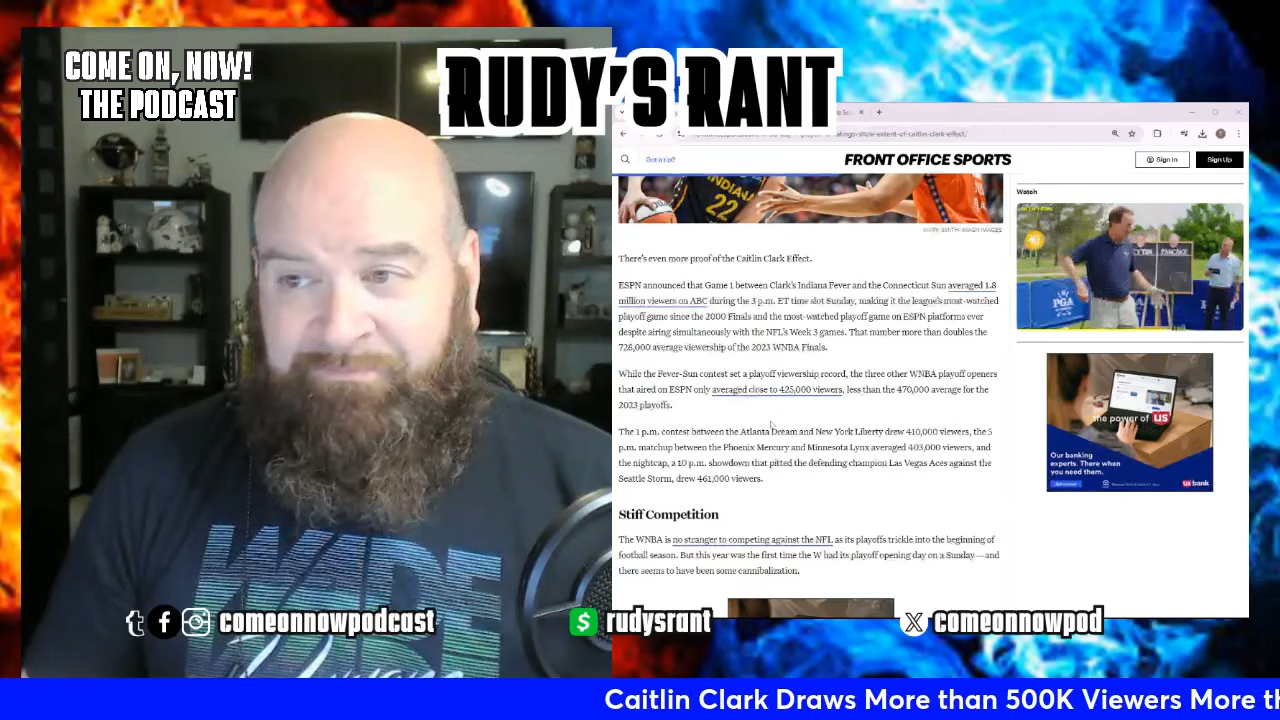 COME ON, NOW!
THE PODCAST
RUDY'S RANT
Got a tip?
FRONT OFFICE SPORTS
Sign In
Sign Up
INDIANA
22
Watch
There's even more proof of the Caitlin Clark Effect.
ESPN announced that Game 1 between Clark's Indiana Fever and the Connecticut Sun averaged 1.8
million viewers on ABC during the 3 p.m. ET time slot Sunday, making it the league's most-watched
playoff game since the 2000 Finals and the most-watched playoff game on ESPN platforms ever
despite airing simultaneously with the NFL's Week 3 games. That number more than doubles the
728,000 average viewership of the 2023 WNBA Finals.
While the Fever-Sun contest set a playoff viewership record, the three other WNBA playoff openers
that aired on ESPN only averaged close to 425,000 viewers, less than the 470,000 average for the
2023 playoffs.
The 1 p.m. contest between the Atlanta Dream and New York Liberty drew 410,000 viewers, the 5
p.m. matchup between the Phoenix Mercury and Minnesota Lynx averaged 403,000 viewers, and
the nightcap, a 10 p.m. showdown that pitted the defending champion Las Vegas Aces against the
Seattle Storm, drew 461,000 viewers.
Stiff Competition
The WNBA is no stranger to competing against the NFL as its playoffs trickle into the beginning of
football season. But this year was the first time the W had its playoff opening day on a Sunday—and
there seems to have been some cannibalization.
PGA
the power of us
Our banking
experts. There when
you need them.
us bank
WIDE
comeonnowpodcast
rudysrant
comeonnowpod
Caitlin Clark Draws More than 500K Viewers More th